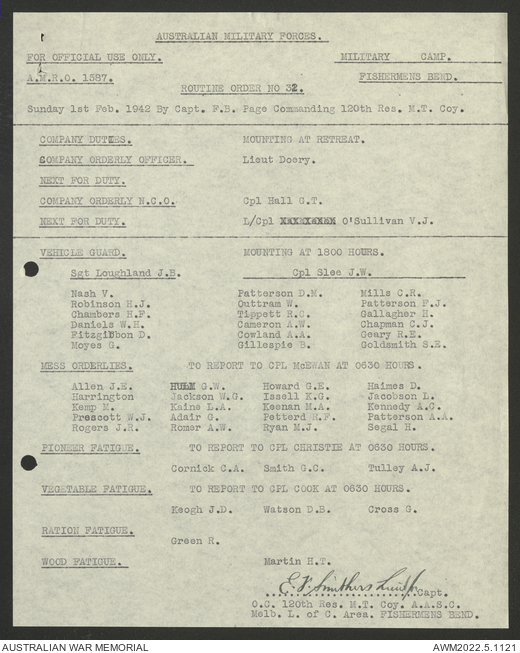 AUSTRALIAN MILITARY FORCES.
FOR OFFICIAL USE ONLY. MILITARY CAMP.
A.M.R.O. 1587. FISHERMENS BEND.
ROUTINE ORDER NO 32.
Sunday 1st Feb. 1942 By Capt. F.B. Page Commanding 120th Res. M.T. Coy.
COMPANY DUTIES. MOUNTING AT RETREAT.
COMPANY ORDERLY OFFICER. Lieut Doery.
NEXT FOR DUTY.
COMPANY ORDERLY N.C.O. Cpl Hall G.T.
NEXT FOR DUTY. L/Cpl O'Sullivan V.J.
VEHICLE GUARD. MOUNTING AT 1800 HOURS.
Sgt Loughland J.B. Cpl Slee J.W.
Nash V. Patterson D.M. Mills C.R.
Robinson H.J. Outtram W. Patterson F.J.
Chambers H.F. Tippett R.C. Gallagher H.
Daniels W.H. Cameron A.W. Chapman C.J.
Fitzgibbon D. Cowland A.A. Geary R.E.
Moyes G. Gillespie B. Goldsmith S.E.
MESS ORDERLIES. TO REPORT TO CPL McEWAN AT 0630 HOURS.
Allen J.E. HULM G.W. Howard G.E. Haimes D.
Harrington Jackson W.G. Issell K.G. Jacobson L.
Kemp M. Kaine L.A. Keenan M.A. Kennedy A.C.
Prescott W.J. Adair G. Petterd R.F. Patterson A.A.
Rogers J.R. Romer A.W. Ryan M.J. Segal H.
PIONEER FATIGUE. TO REPORT TO CPL CHRISTIE AT 0630 HOURS.
Cornick C.A. Smith G.C. Tulley A.J.
VEGETABLE FATIGUE. TO REPORT TO CPL COOK AT 0630 HOURS.
Keogh J.D. Watson D.B. Cross G.
RATION FATIGUE.
Green R.
WOOD FATIGUE. Martin H.T.
E.F. Smithers Lieut for Capt.
O.C. 120th Res. M.T. Coy. A.A.S.C.
Melb. L. of C. Area. FISHERMENS BEND.
AUSTRALIAN WAR MEMORIAL AWM2022.5.1121